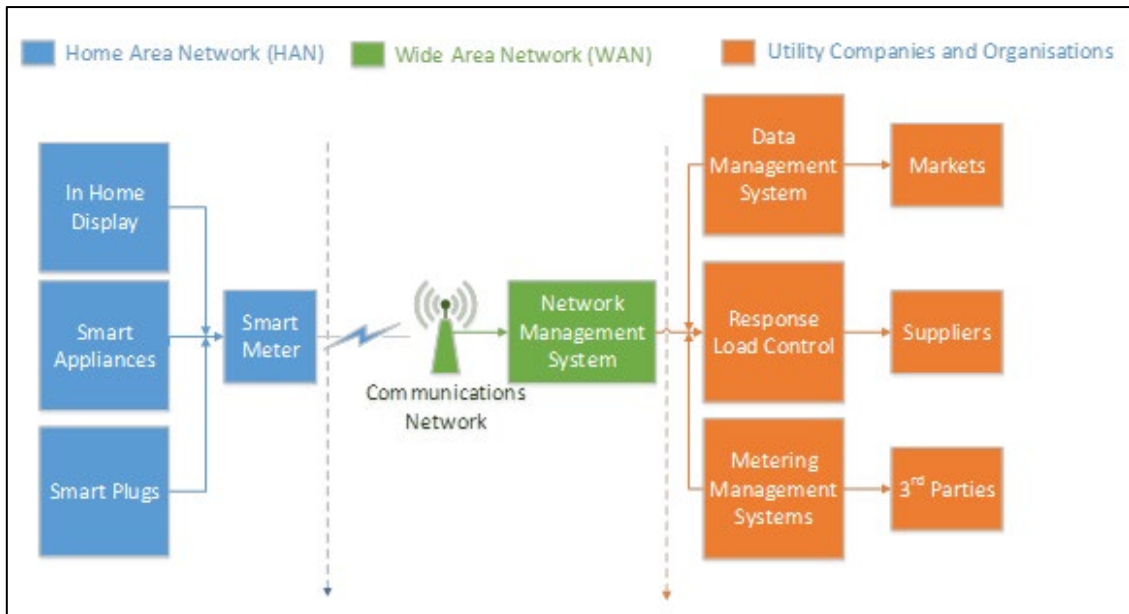 Home Area Network (HAN)
Wide Area Network (WAN)
Utility Companies and Organisations
In Home
Display
Smart
Appliances
Smart Plugs
Smart
Meter
Communications
Network
Network
Management
System
Data
Management
System
Markets
Response
Load Control
Suppliers
Metering
Management
Systems
3rd Parties